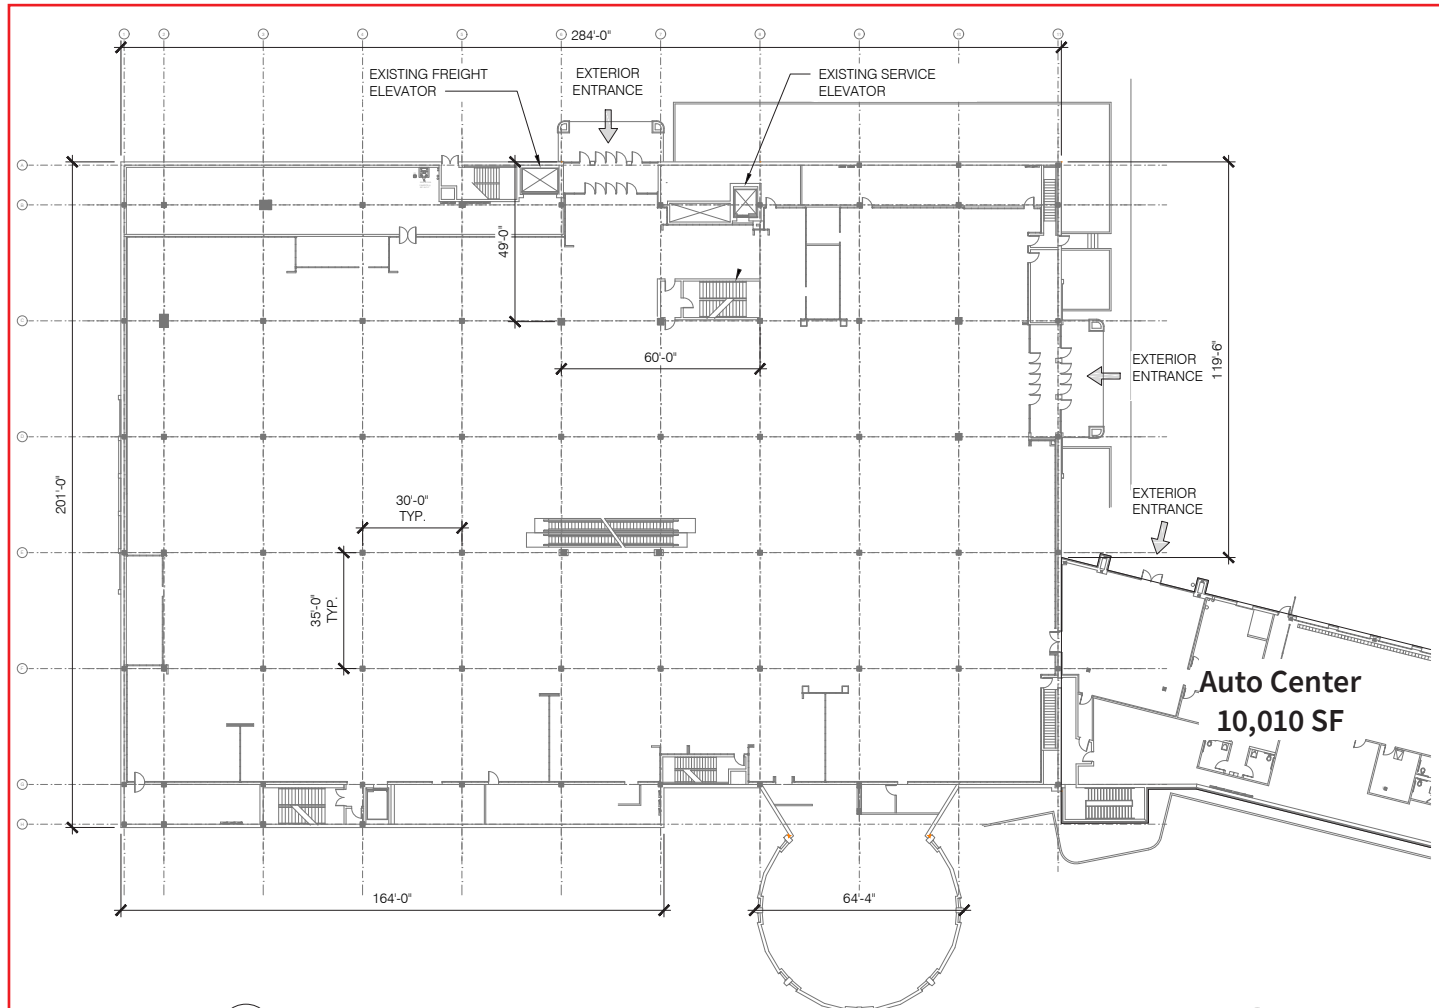 284'-0"
EXISTING FREIGHT
ELEVATOR
EXTERIOR
ENTRANCE
EXISTING SERVICE
ELEVATOR
49'-0"
60'-0"
EXTERIOR
ENTRANCE
119'-6"
201'-0"
30'-0"
TYP.
EXTERIOR
ENTRANCE
35'-0"
TYP.
Auto Center
10,010 SF
164'-0"
64'-4"